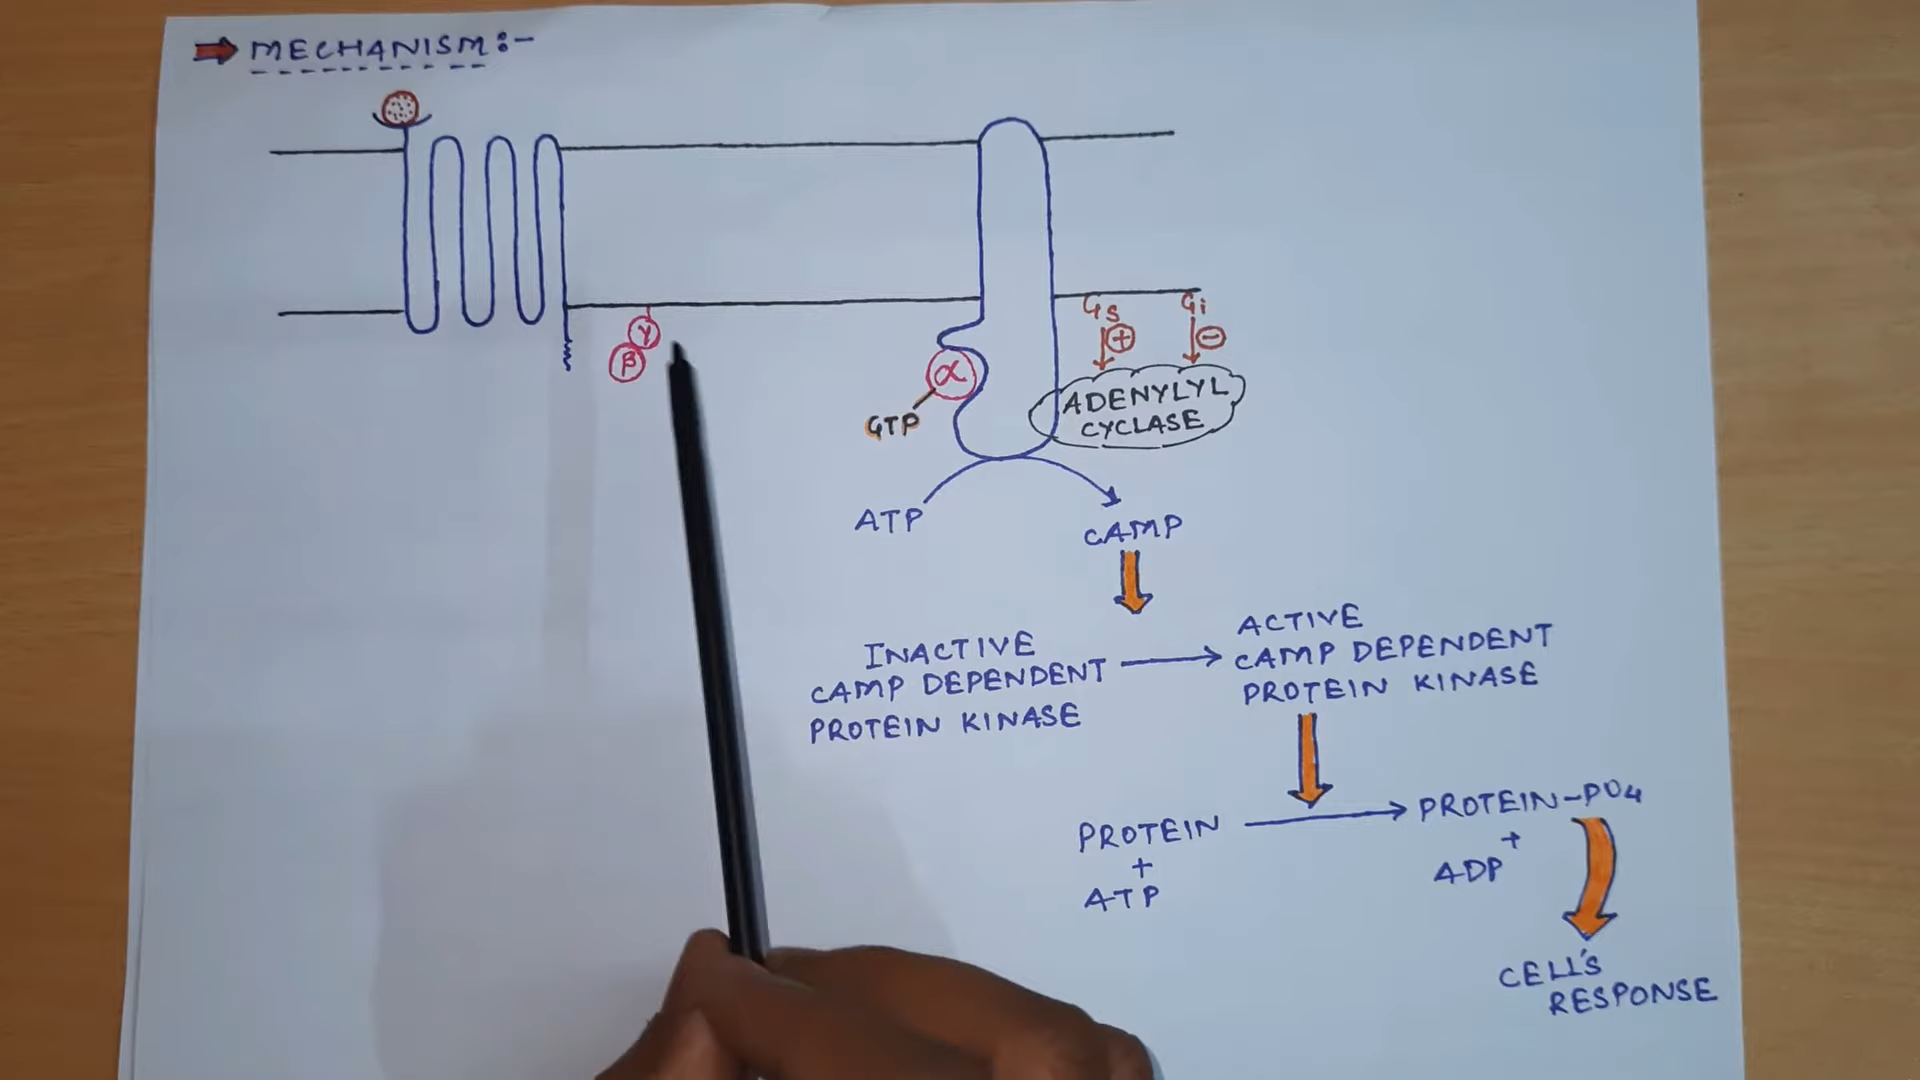 MECHANISM:-
Gs
Gi
γ
+
-
β
α
GTP
ADENYLYL
CYCLASE
ATP
CAMP
INACTIVE
CAMP DEPENDENT
PROTEIN KINASE
ACTIVE
CAMP DEPENDENT
PROTEIN KINASE
PROTEIN
+
ATP
PROTEIN-PO4
+
ADP
CELL'S
RESPONSE